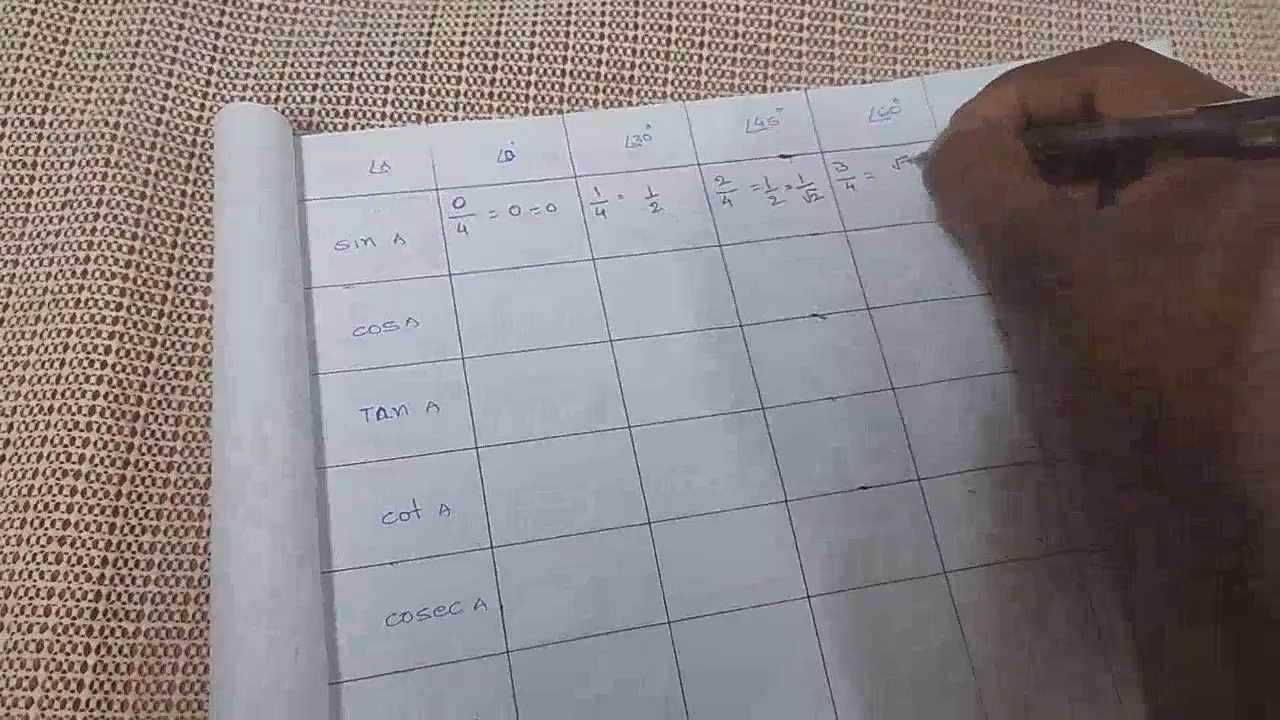 ∠A ∠0° ∠30° ∠45° ∠60°
sin A 0/4 = 0 = 0 1/4 = 1/2 2/4 = 1/2 = 1/√2 3/4 =
cos A
Tan A
cot A
cosec A